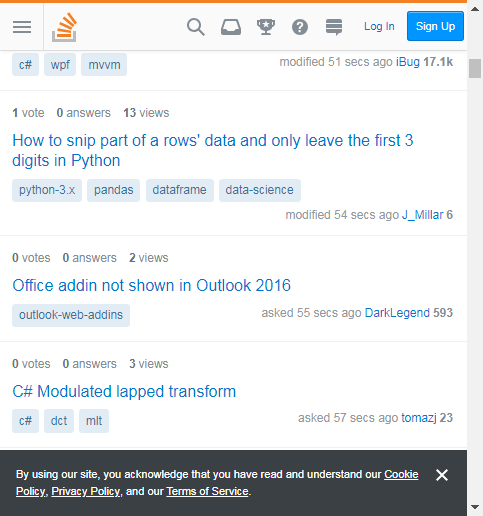 Log In Sign Up
c# wpf mvvm modified 51 secs ago iBug 17.1k
1 vote 0 answers 13 views
How to snip part of a rows' data and only leave the first 3
digits in Python
python-3.x pandas dataframe data-science
modified 54 secs ago J_Millar 6
0 votes 0 answers 2 views
Office addin not shown in Outlook 2016
outlook-web-addins asked 55 secs ago DarkLegend 593
0 votes 0 answers 3 views
C# Modulated lapped transform
c# dct mlt asked 57 secs ago tomazj 23
By using our site, you acknowledge that you have read and understand our Cookie
Policy, Privacy Policy, and our Terms of Service.